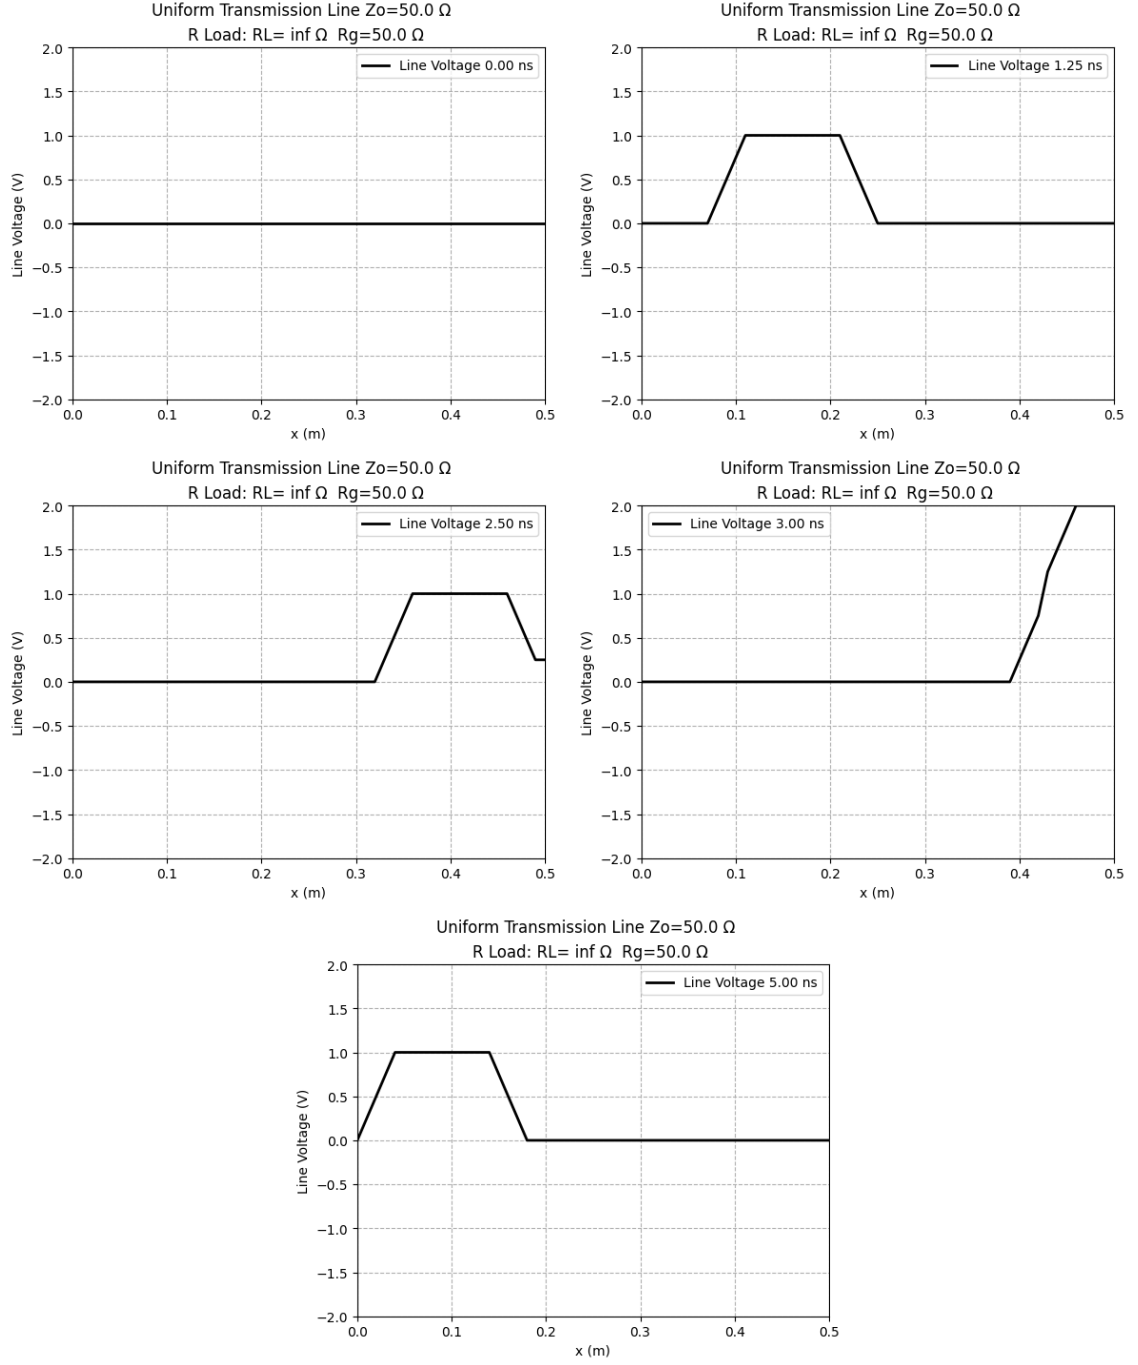 Uniform Transmission Line Zo=50.0 Ω
R Load: RL= inf Ω  Rg=50.0 Ω
Line Voltage 0.00 ns
2.0
1.5
1.0
0.5
0.0
−0.5
−1.0
−1.5
−2.0
Line Voltage (V)
0.0 0.1 0.2 0.3 0.4 0.5
x (m)
Uniform Transmission Line Zo=50.0 Ω
R Load: RL= inf Ω  Rg=50.0 Ω
Line Voltage 1.25 ns
2.0
1.5
1.0
0.5
0.0
−0.5
−1.0
−1.5
−2.0
Line Voltage (V)
0.0 0.1 0.2 0.3 0.4 0.5
x (m)
Uniform Transmission Line Zo=50.0 Ω
R Load: RL= inf Ω  Rg=50.0 Ω
Line Voltage 2.50 ns
2.0
1.5
1.0
0.5
0.0
−0.5
−1.0
−1.5
−2.0
Line Voltage (V)
0.0 0.1 0.2 0.3 0.4 0.5
x (m)
Uniform Transmission Line Zo=50.0 Ω
R Load: RL= inf Ω  Rg=50.0 Ω
Line Voltage 3.00 ns
2.0
1.5
1.0
0.5
0.0
−0.5
−1.0
−1.5
−2.0
Line Voltage (V)
0.0 0.1 0.2 0.3 0.4 0.5
x (m)
Uniform Transmission Line Zo=50.0 Ω
R Load: RL= inf Ω  Rg=50.0 Ω
Line Voltage 5.00 ns
2.0
1.5
1.0
0.5
0.0
−0.5
−1.0
−1.5
−2.0
Line Voltage (V)
0.0 0.1 0.2 0.3 0.4 0.5
x (m)